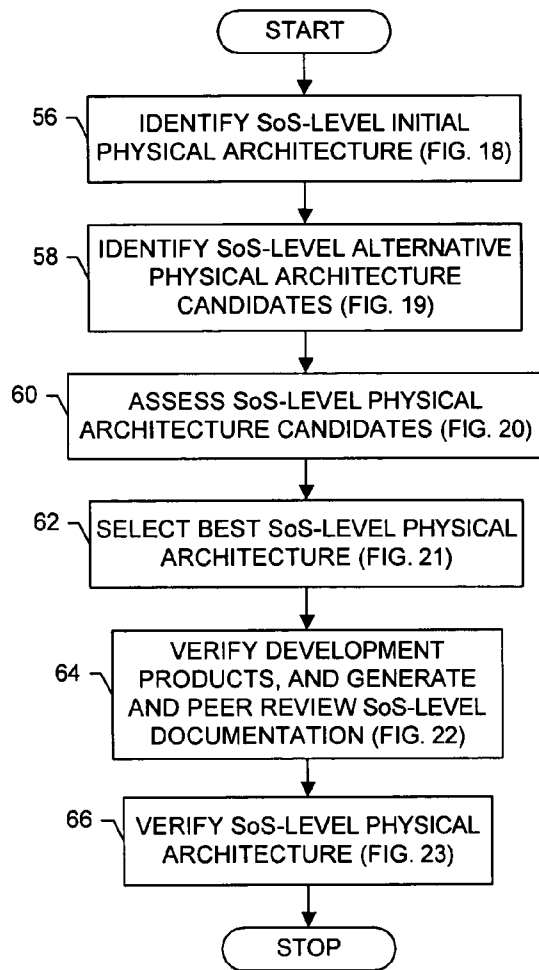 START
56
IDENTIFY SoS-LEVEL INITIAL
PHYSICAL ARCHITECTURE (FIG. 18)
58
IDENTIFY SoS-LEVEL ALTERNATIVE
PHYSICAL ARCHITECTURE
CANDIDATES (FIG. 19)
60
ASSESS SoS-LEVEL PHYSICAL
ARCHITECTURE CANDIDATES (FIG. 20)
62
SELECT BEST SoS-LEVEL PHYSICAL
ARCHITECTURE (FIG. 21)
64
VERIFY DEVELOPMENT
PRODUCTS, AND GENERATE
AND PEER REVIEW SoS-LEVEL
DOCUMENTATION (FIG. 22)
66
VERIFY SoS-LEVEL PHYSICAL
ARCHITECTURE (FIG. 23)
STOP